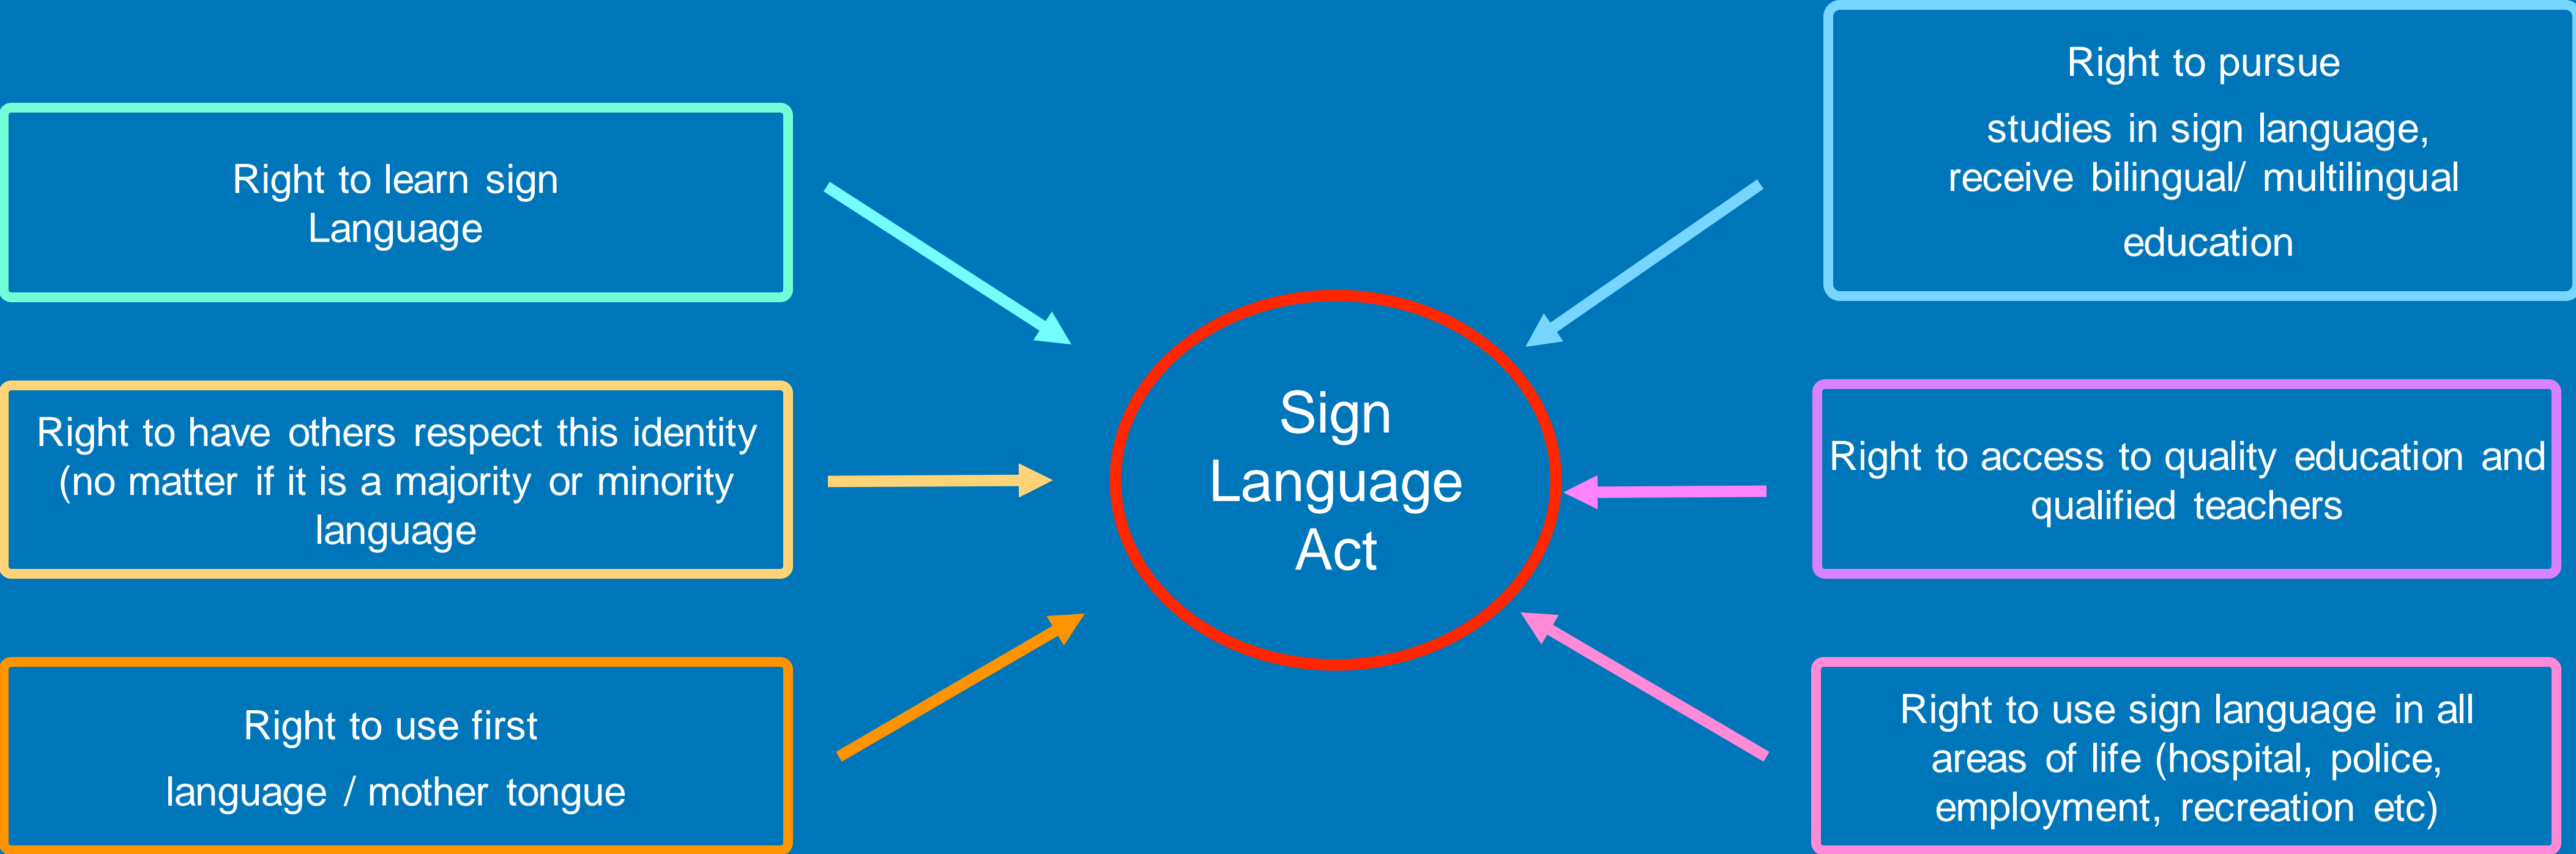 Right to learn sign
Language
Right to have others respect this identity
(no matter if it is a majority or minority
language
Right to use first
language / mother tongue
Sign
Language
Act
Right to pursue
studies in sign language,
receive bilingual/ multilingual
education
Right to access to quality education and
qualified teachers
Right to use sign language in all
areas of life (hospital, police,
employment, recreation etc)